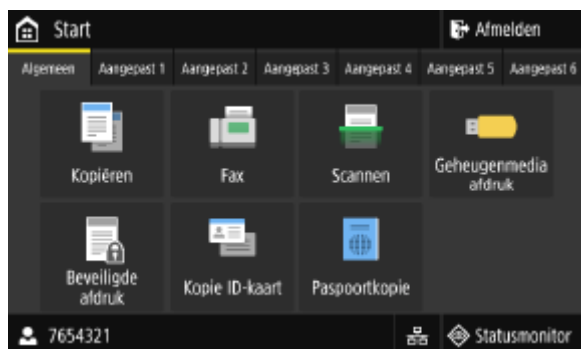 Start
Afmelden
Algemeen Aangepast 1 Aangepast 2 Aangepast 3 Aangepast 4 Aangepast 5 Aangepast 6
Kopiëren
Fax
Scannen
Geheugenmedia
afdruk
Beveiligde
afdruk
Kopie ID-kaart
Paspoortkopie
7654321
Statusmonitor